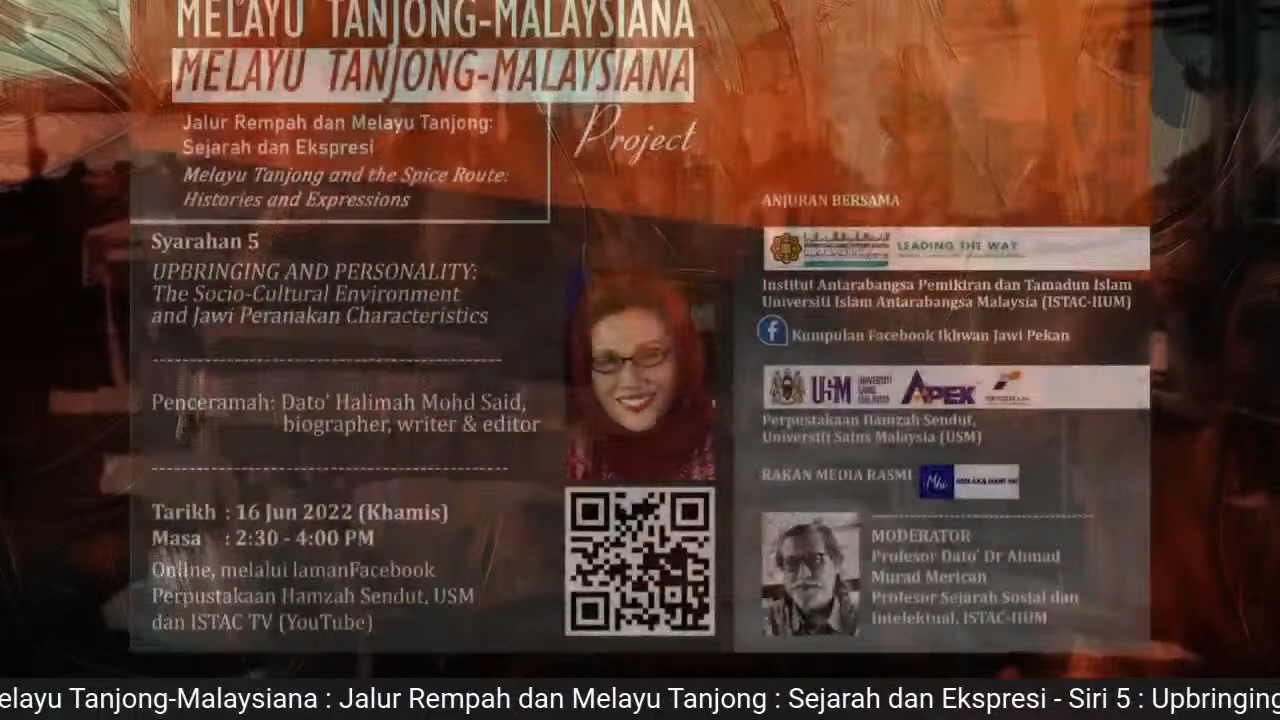 MELAYU TANJONG-MALAYSIANA
MELAYU TANJONG-MALAYSIANA
Project
Jalur Rempah dan Melayu Tanjong:
Sejarah dan Ekspresi
Melayu Tanjong and the Spice Route:
Histories and Expressions
Syarahan 5
UPBRINGING AND PERSONALITY:
The Socio-Cultural Environment
and Jawi Peranakan Characteristics
Penceramah: Dato' Halimah Mohd Said,
biographer, writer & editor
Tarikh : 16 Jun 2022 (Khamis)
Masa : 2:30 - 4:00 PM
Online, melalui lamanFacebook
Perpustakaan Hamzah Sendut, USM
dan ISTAC TV (YouTube)
ANJURAN BERSAMA
LEADING THE WAY
Institut Antarabangsa Pemikiran dan Tamadun Islam
Universiti Islam Antarabangsa Malaysia (ISTAC-IIUM)
Kumpulan Facebook Ikhwan Jawi Pekan
USM
APEX
Perpustakaan Hamzah Sendut,
Universiti Sains Malaysia (USM)
RAKAN MEDIA RASMI
MODERATOR
Profesor Dato' Dr Ahmad
Murad Merican
Profesor Sejarah Sosial dan
Intelektual, ISTAC-IIUM
elayu Tanjong-Malaysiana : Jalur Rempah dan Melayu Tanjong : Sejarah dan Ekspresi - Siri 5 : Upbringing